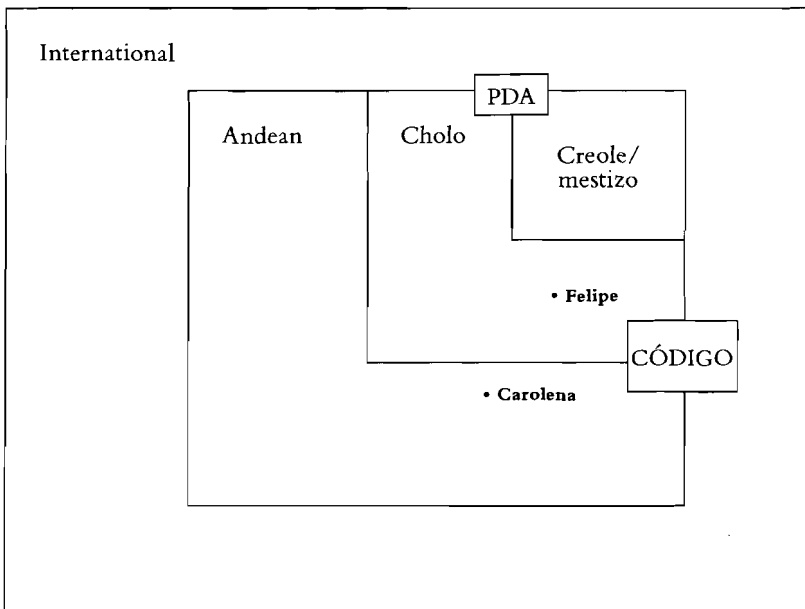 International
PDA
Andean
Cholo
Creole/
mestizo
• Felipe
CÓDIGO
• Carolena